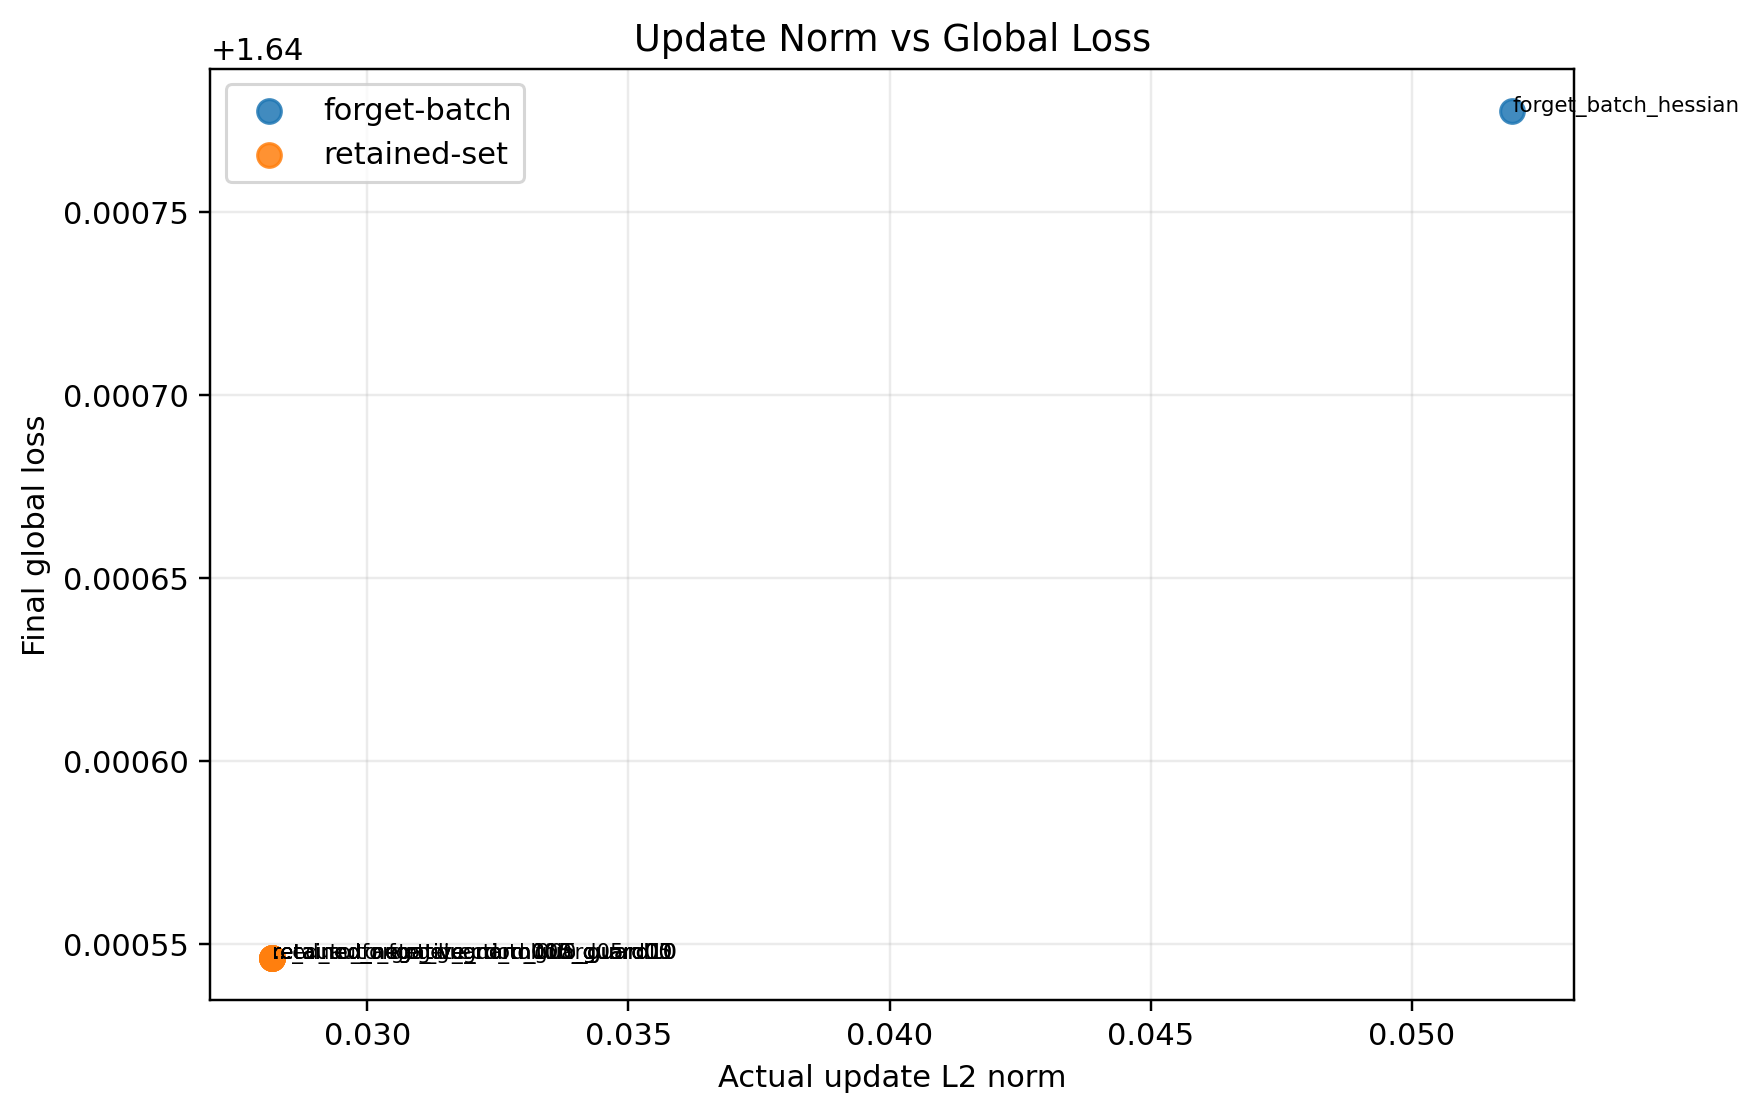 Update Norm vs Global Loss
+1.64
forget-batch
retained-set
forget_batch_hessian
0.00075
0.00070
0.00065
0.00060
0.00055
Final global loss
0.030
0.035
0.040
0.045
0.050
Actual update L2 norm